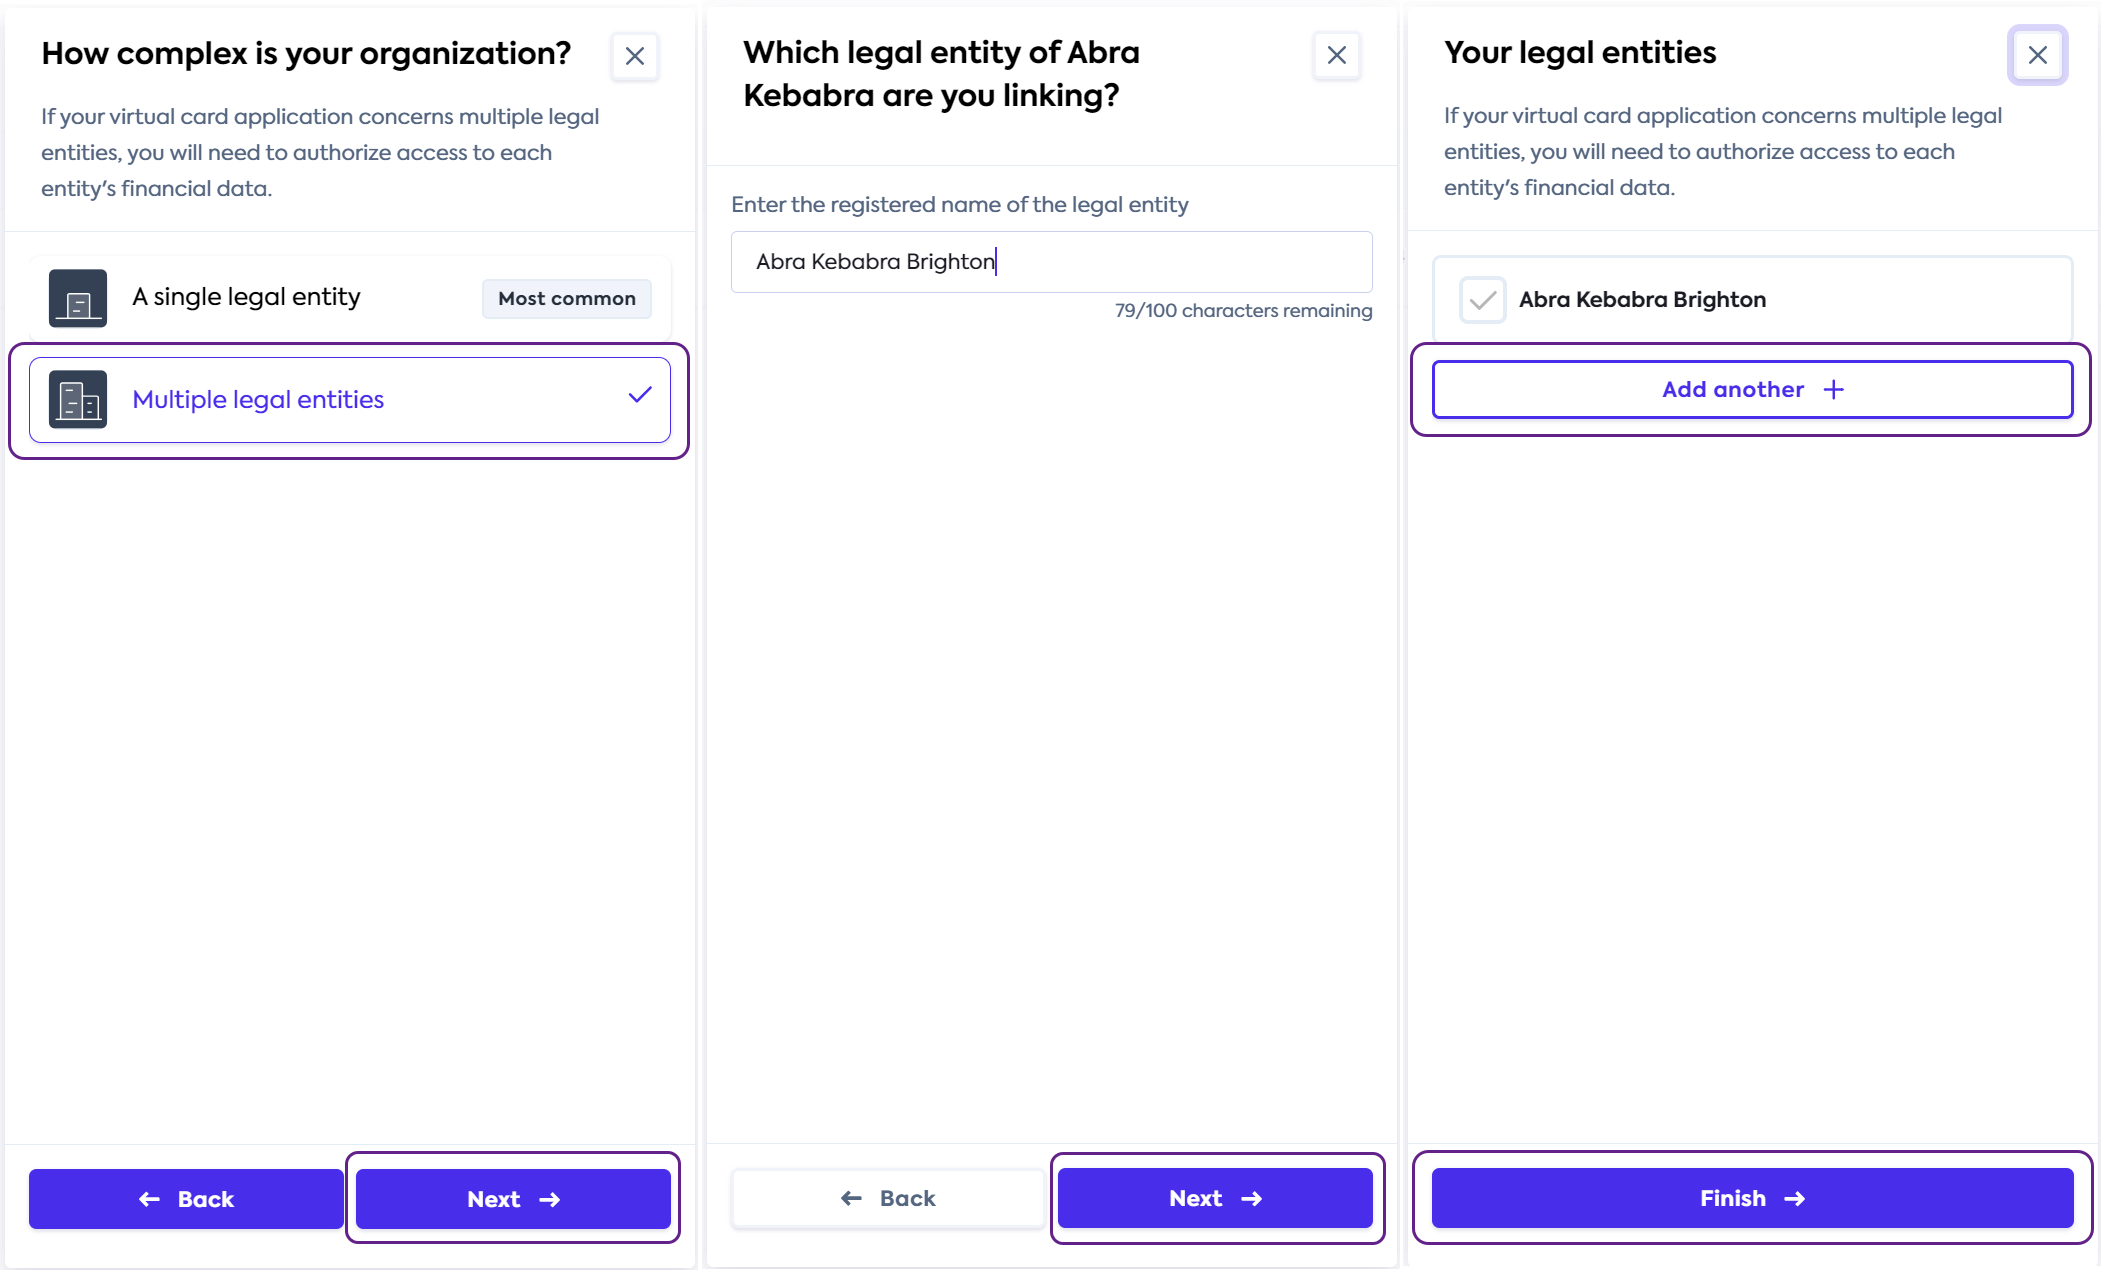 How complex is your organization?
If your virtual card application concerns multiple legal
entities, you will need to authorize access to each
entity's financial data.
A single legal entity
Most common
Multiple legal entities
Back
Next
Which legal entity of Abra
Kebabra are you linking?
Enter the registered name of the legal entity
Abra Kebabra Brighton
79/100 characters remaining
Back
Next
Your legal entities
If your virtual card application concerns multiple legal
entities, you will need to authorize access to each
entity's financial data.
Abra Kebabra Brighton
Add another
Finish